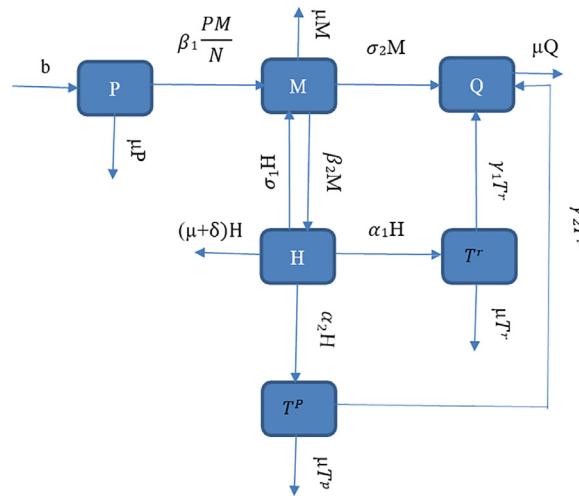 b
P
μP
β₁ PM/N
M
μM
σ₂M
Q
μQ
σ₁H
β₂M
γ₁Tʳ
(μ+δ)H
H
α₁H
Tʳ
μTʳ
α₂H
Tᴾ
μTᵖ